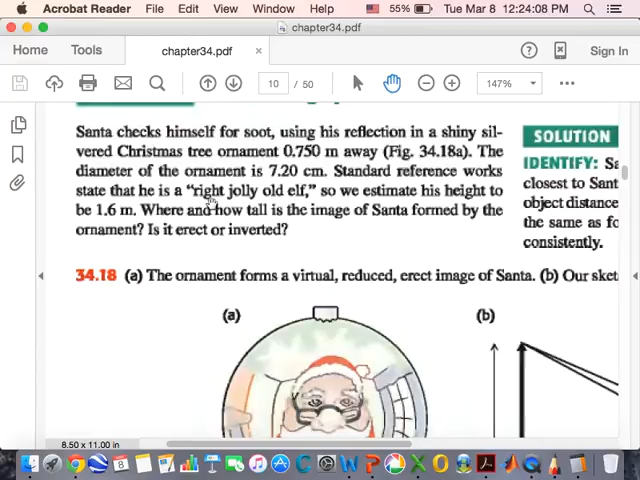 Acrobat Reader File Edit View Window Help 55% Tue Mar 8 12:24:08 PM
chapter34.pdf
Home Tools chapter34.pdf × ? Sign In
10 / 50 147%
Santa checks himself for soot, using his reflection in a shiny sil-
vered Christmas tree ornament 0.750 m away (Fig. 34.18a). The
diameter of the ornament is 7.20 cm. Standard reference works
state that he is a “right jolly old elf,” so we estimate his height to
be 1.6 m. Where and how tall is the image of Santa formed by the
ornament? Is it erect or inverted?
SOLUTION
IDENTIFY: Sa
closest to Sant
object distance
the same as fo
consistently.
34.18 (a) The ornament forms a virtual, reduced, erect image of Santa. (b) Our sket
(a)
(b)
8.50 x 11.00 in